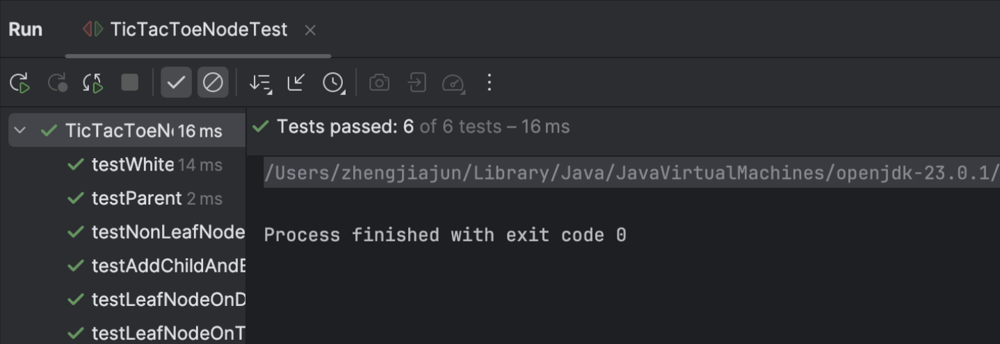 Run TicTacToeNodeTest
TicTacToeN 16 ms
Tests passed: 6 of 6 tests – 16 ms
testWhite 14 ms
/Users/zhengjiajun/Library/Java/JavaVirtualMachines/openjdk-23.0.1/
testParent 2 ms
testNonLeafNode
Process finished with exit code 0
testAddChildAndE
testLeafNodeOnD
testLeafNodeOnT